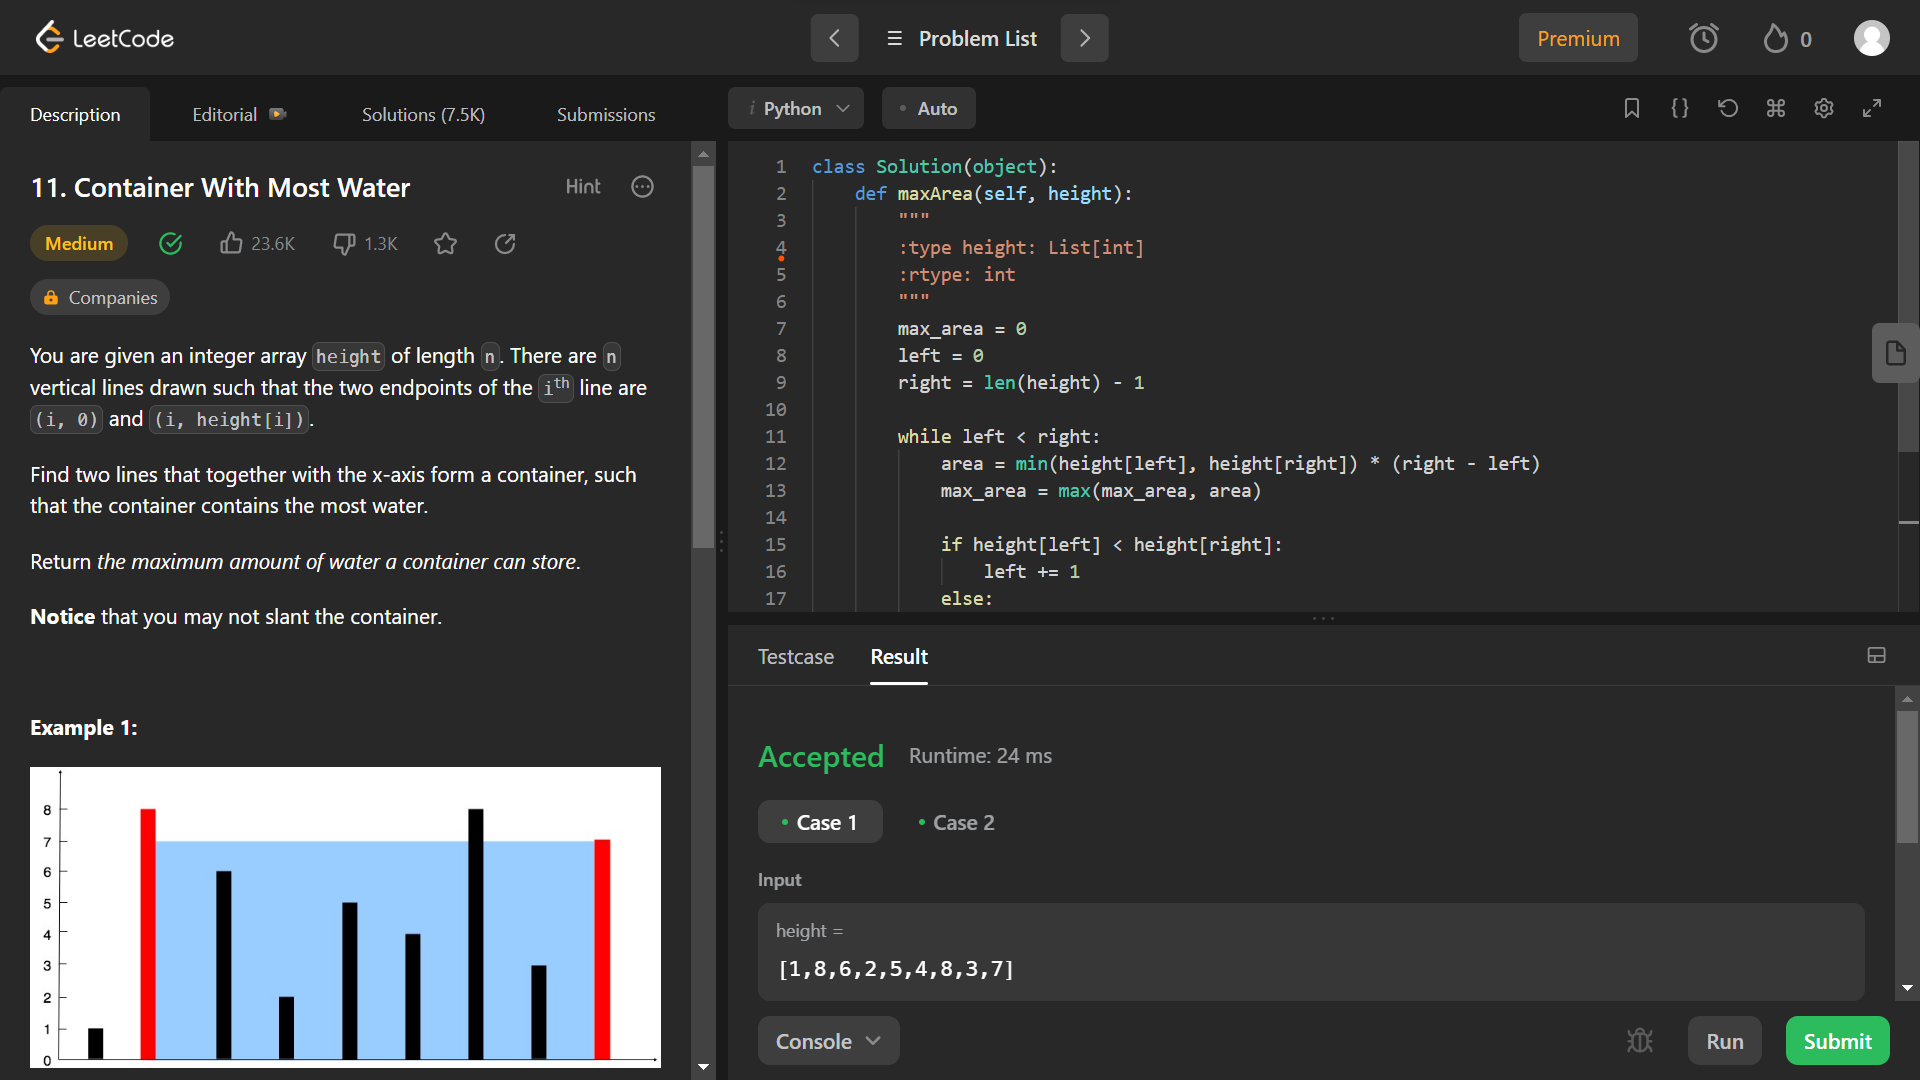 LeetCode
Problem List
Premium
0
Description
Editorial
Solutions (7.5K)
Submissions
11. Container With Most Water
Hint
Medium
23.6K
1.3K
Companies
You are given an integer array height of length n. There are n
vertical lines drawn such that the two endpoints of the ith line are
(i, 0) and (i, height[i]).
Find two lines that together with the x-axis form a container, such
that the container contains the most water.
Return the maximum amount of water a container can store.
Notice that you may not slant the container.
Example 1:
8
7
6
5
4
3
2
1
0
i Python
• Auto
{}
1 class Solution(object):
2 def maxArea(self, height):
3 """
4 :type height: List[int]
5 :rtype: int
6 """
7 max_area = 0
8 left = 0
9 right = len(height) - 1
10
11 while left < right:
12 area = min(height[left], height[right]) * (right - left)
13 max_area = max(max_area, area)
14
15 if height[left] < height[right]:
16 left += 1
17 else:
Testcase
Result
Accepted
Runtime: 24 ms
• Case 1
• Case 2
Input
height =
[1,8,6,2,5,4,8,3,7]
Console
Run
Submit